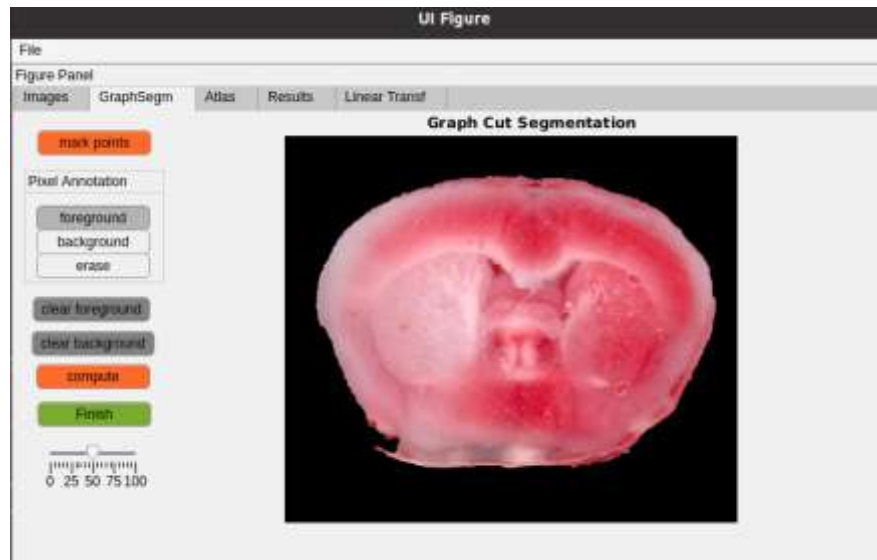 UI Figure
File
Figure Panel
Images GraphSegm Atlas Results Linear Transf
Graph Cut Segmentation
mark points
Pixel Annotation
foreground
background
erase
clear foreground
clear background
compute
Finish
0 25 50 75 100